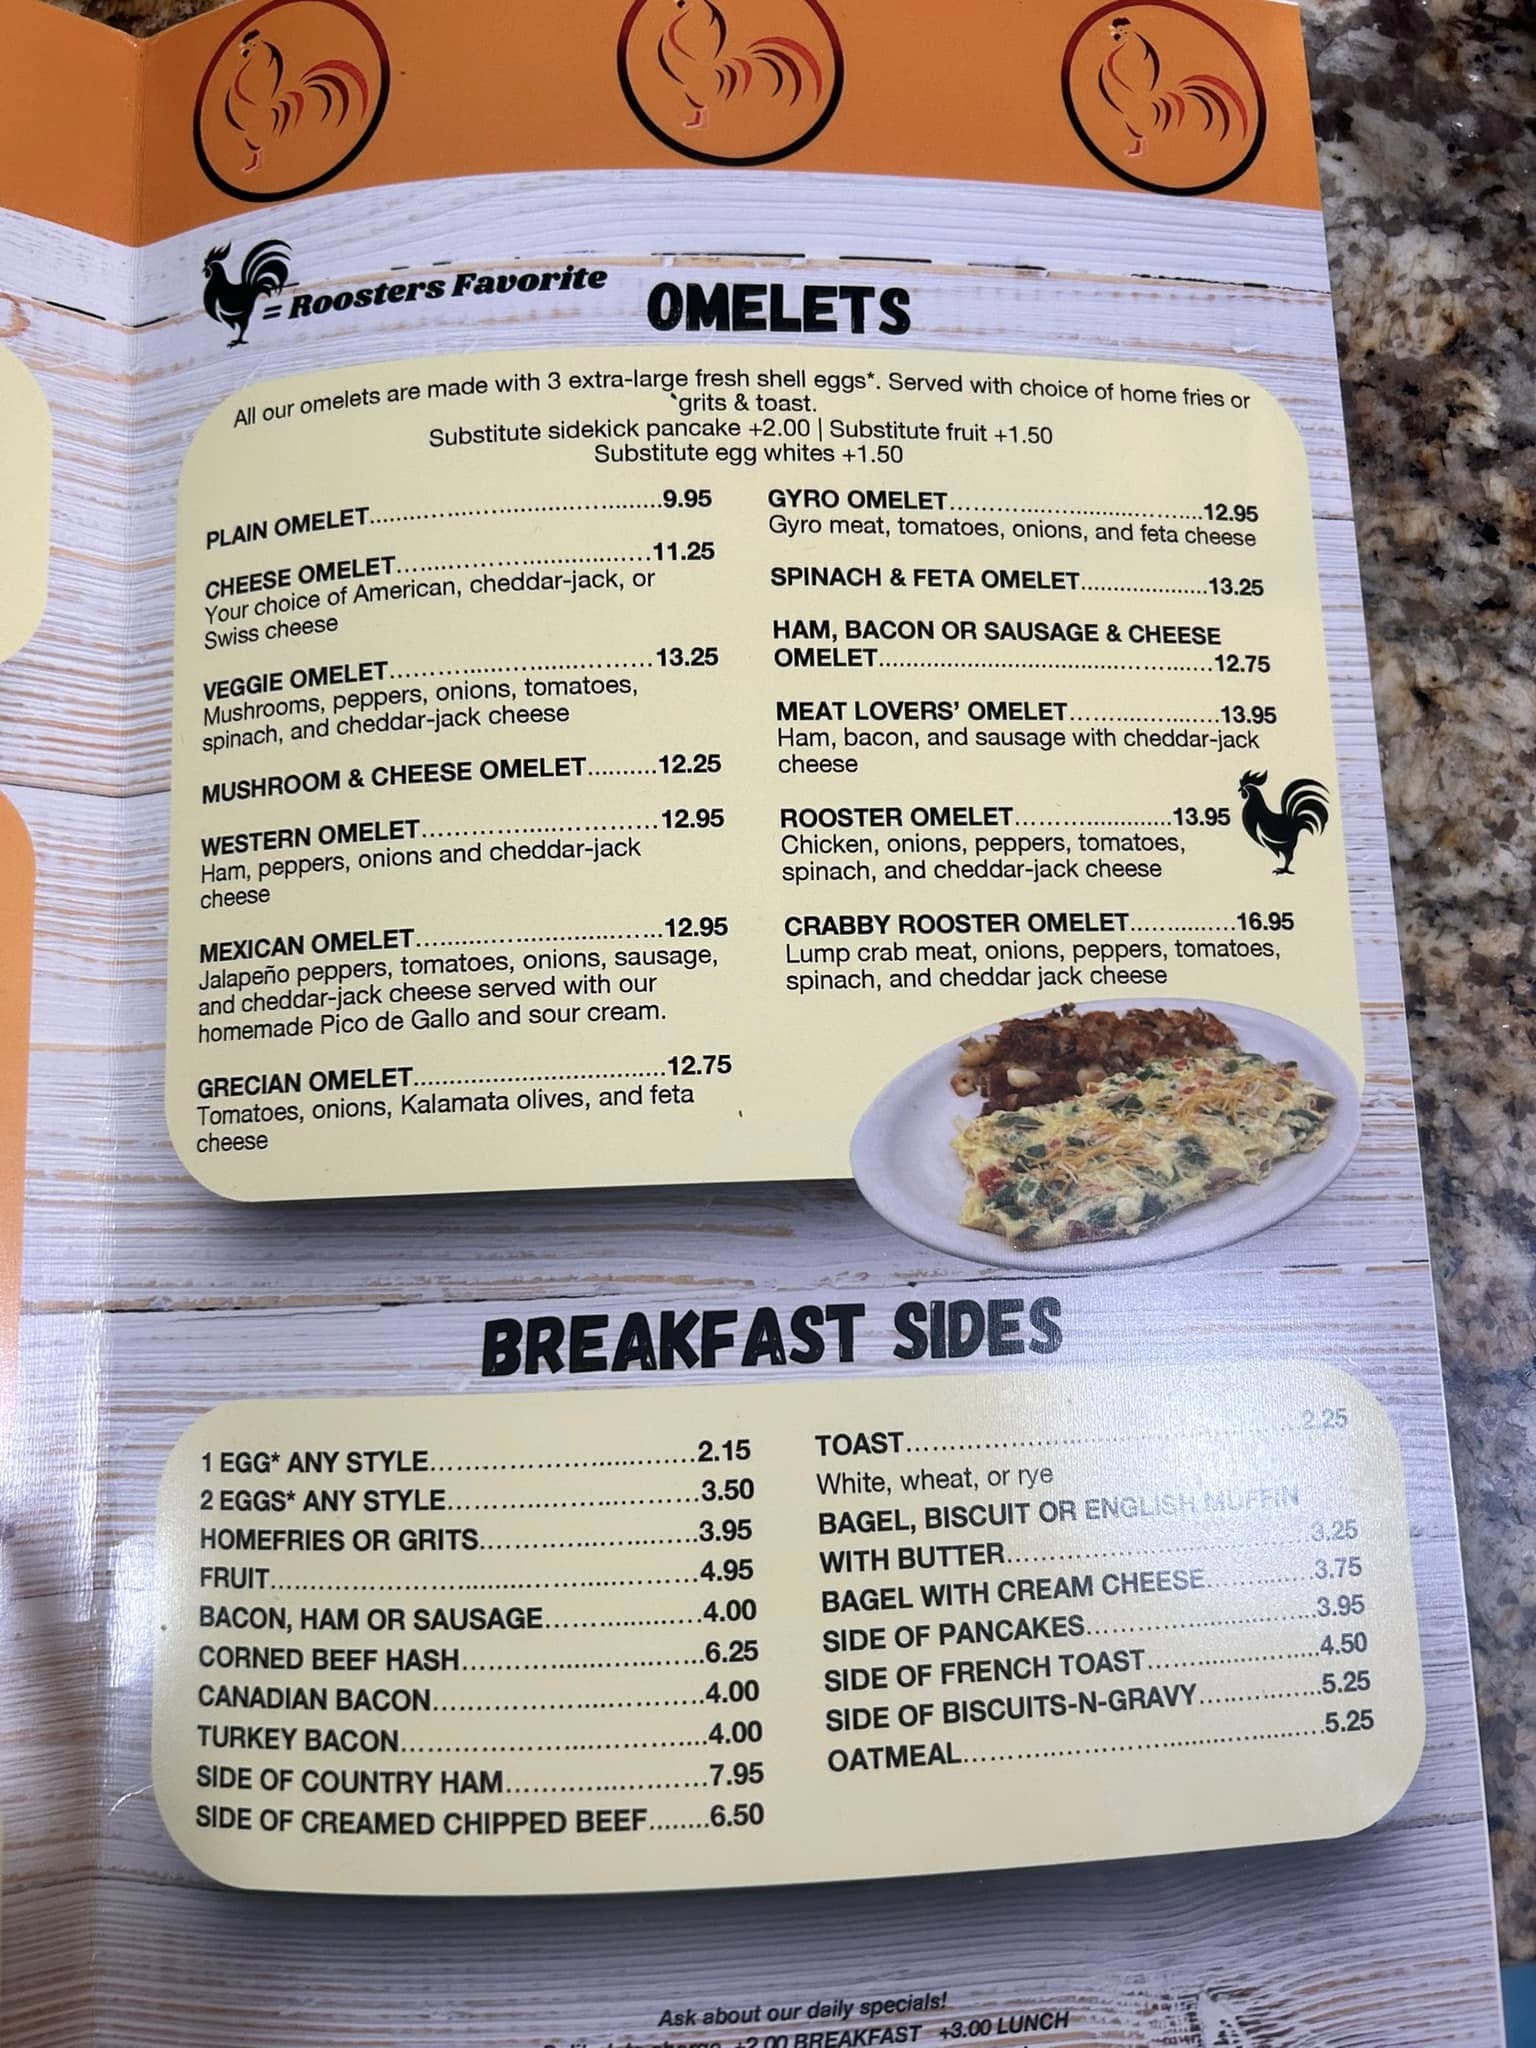 = Roosters Favorite
OMELETS
All our omelets are made with 3 extra-large fresh shell eggs*. Served with choice of home fries or
grits & toast.
Substitute sidekick pancake +2.00 | Substitute fruit +1.50
Substitute egg whites +1.50
PLAIN OMELET..........9.95
CHEESE OMELET..........11.25
Your choice of American, cheddar-jack, or
Swiss cheese
VEGGIE OMELET..........13.25
Mushrooms, peppers, onions, tomatoes,
spinach, and cheddar-jack cheese
MUSHROOM & CHEESE OMELET..........12.25
WESTERN OMELET..........12.95
Ham, peppers, onions and cheddar-jack
cheese
MEXICAN OMELET..........12.95
Jalapeño peppers, tomatoes, onions, sausage,
and cheddar-jack cheese served with our
homemade Pico de Gallo and sour cream.
GRECIAN OMELET..........12.75
Tomatoes, onions, Kalamata olives, and feta
cheese
GYRO OMELET..........12.95
Gyro meat, tomatoes, onions, and feta cheese
SPINACH & FETA OMELET..........13.25
HAM, BACON OR SAUSAGE & CHEESE
OMELET..........12.75
MEAT LOVERS’ OMELET..........13.95
Ham, bacon, and sausage with cheddar-jack
cheese
ROOSTER OMELET..........13.95
Chicken, onions, peppers, tomatoes,
spinach, and cheddar-jack cheese
CRABBY ROOSTER OMELET..........16.95
Lump crab meat, onions, peppers, tomatoes,
spinach, and cheddar jack cheese
BREAKFAST SIDES
1 EGG* ANY STYLE..........2.15
2 EGGS* ANY STYLE..........3.50
HOMEFRIES OR GRITS..........3.95
FRUIT..........4.95
BACON, HAM OR SAUSAGE..........4.00
CORNED BEEF HASH..........6.25
CANADIAN BACON..........4.00
TURKEY BACON..........4.00
SIDE OF COUNTRY HAM..........7.95
SIDE OF CREAMED CHIPPED BEEF........6.50
TOAST..........2.25
White, wheat, or rye
BAGEL, BISCUIT OR ENGLISH MUFFIN
WITH BUTTER..........3.25
BAGEL WITH CREAM CHEESE..........3.75
SIDE OF PANCAKES..........3.95
SIDE OF FRENCH TOAST..........4.50
SIDE OF BISCUITS-N-GRAVY..........5.25
OATMEAL..........5.25
Ask about our daily specials!
+2.00 BREAKFAST +3.00 LUNCH